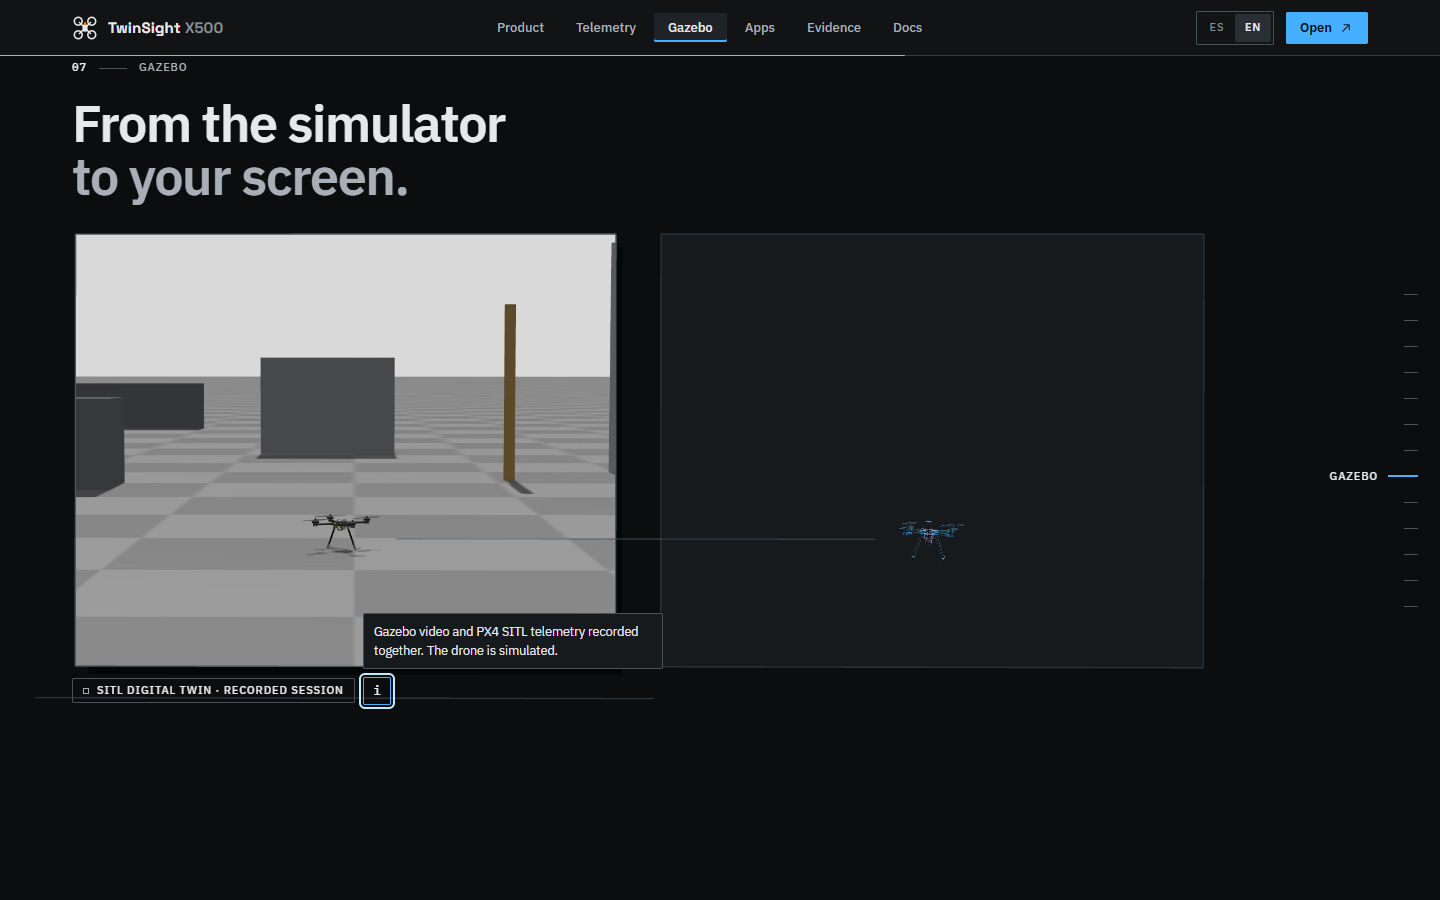 TwinSight X500
Product
Telemetry
Gazebo
Apps
Evidence
Docs
ES
EN
Open
07
GAZEBO
From the simulator
to your screen.
GAZEBO
Gazebo video and PX4 SITL telemetry recorded
together. The drone is simulated.
SITL DIGITAL TWIN · RECORDED SESSION
i